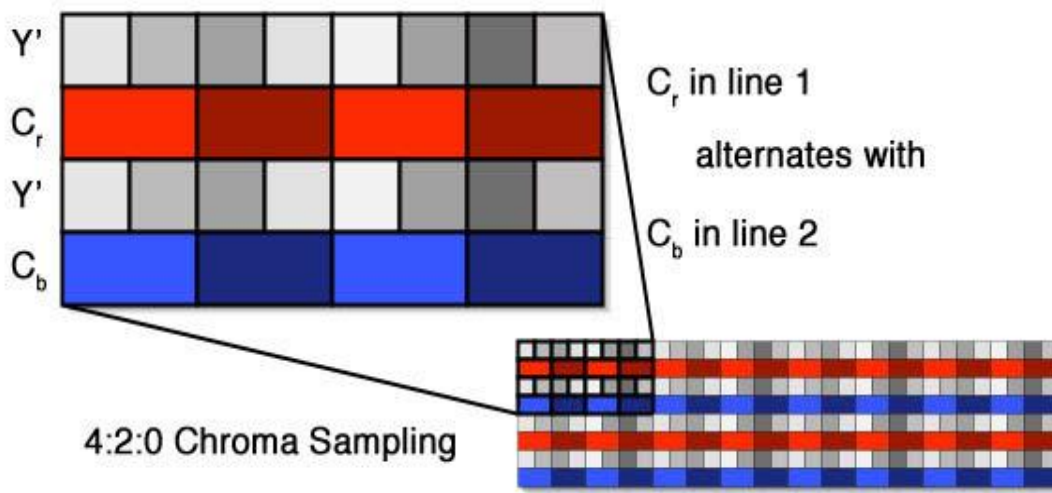 Y'
Cr
Y'
Cb
Cr in line 1
alternates with
Cb in line 2
4:2:0 Chroma Sampling